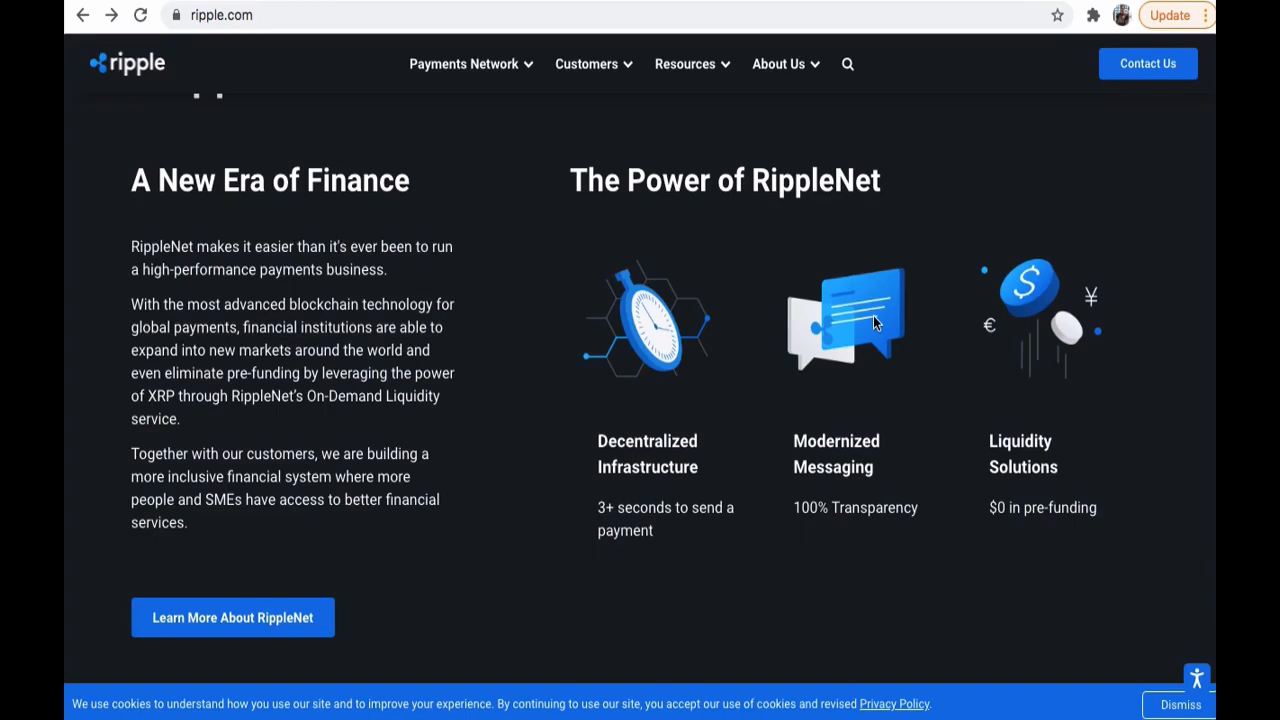 ripple.com
Update
ripple
Payments Network
Customers
Resources
About Us
Contact Us
A New Era of Finance
RippleNet makes it easier than it's ever been to run
a high-performance payments business.
With the most advanced blockchain technology for
global payments, financial institutions are able to
expand into new markets around the world and
even eliminate pre-funding by leveraging the power
of XRP through RippleNet's On-Demand Liquidity
service.
Together with our customers, we are building a
more inclusive financial system where more
people and SMEs have access to better financial
services.
Learn More About RippleNet
The Power of RippleNet
$
€
¥
Decentralized
Infrastructure
3+ seconds to send a
payment
Modernized
Messaging
100% Transparency
Liquidity
Solutions
$0 in pre-funding
We use cookies to understand how you use our site and to improve your experience. By continuing to use our site, you accept our use of cookies and revised Privacy Policy.
Dismiss